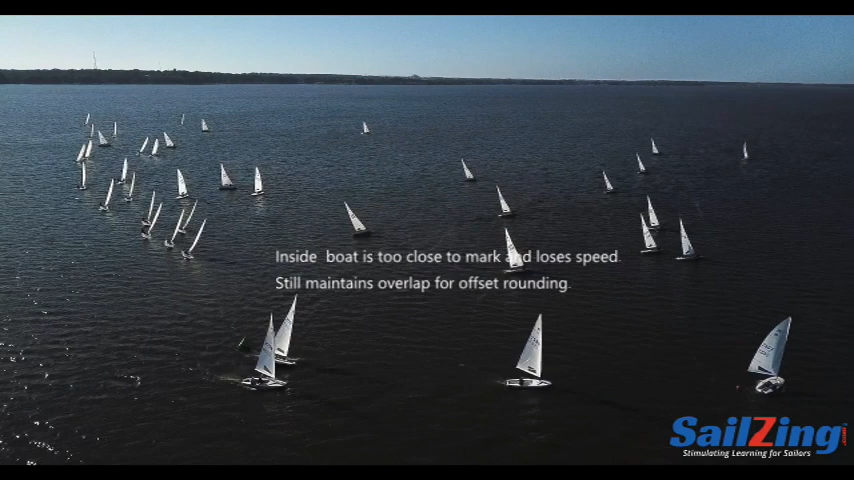 Inside  boat is too close to mark and loses speed.
Still maintains overlap for offset rounding.
SailZing.com
Stimulating Learning for Sailors